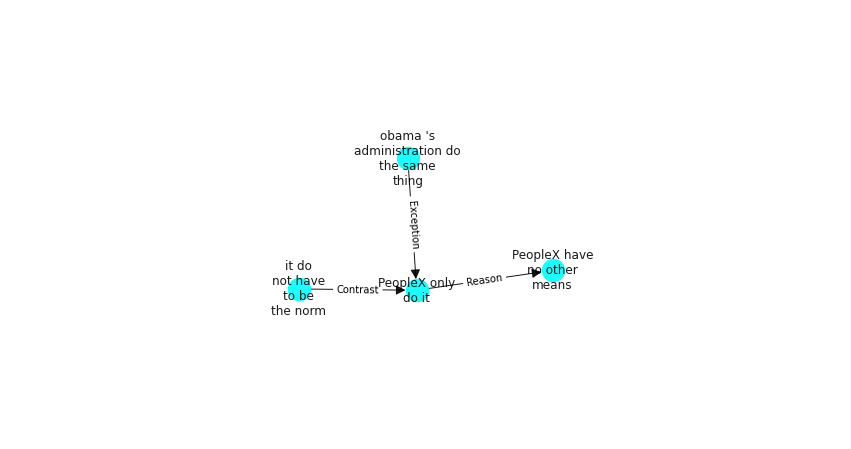 obama 's
administration do
the same
thing
Exception
it do
not have
to be
the norm
Contrast
PeopleX only
do it
Reason
PeopleX have
no other
means